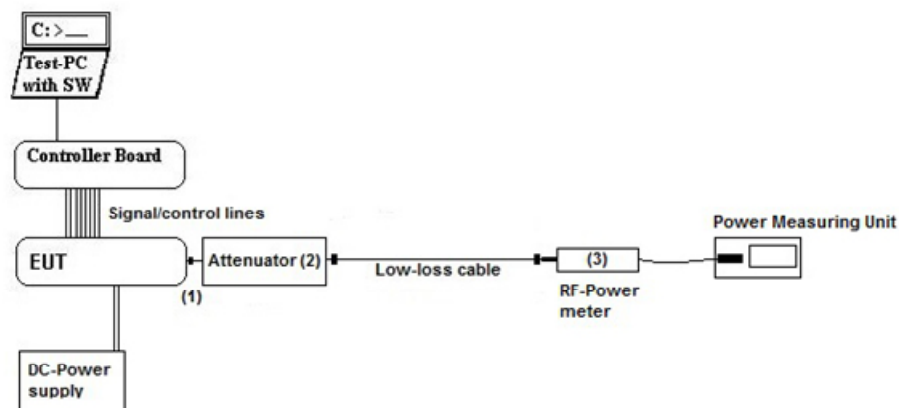 C:>__
Test-PC
with SW
Controller Board
Signal/control lines
Power Measuring Unit
EUT
Attenuator (2)
(3)
Low-loss cable
(1)
RF-Power
meter
DC-Power
supply